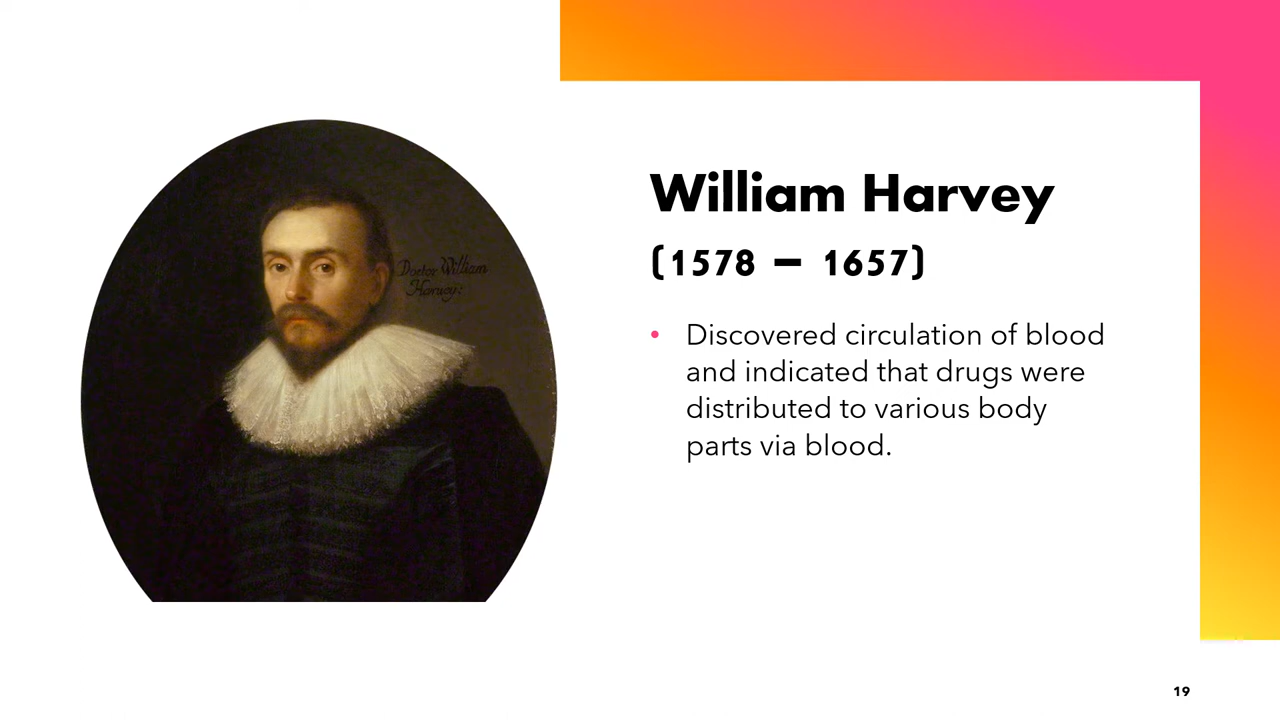 Doctor William
Harvey:
William Harvey
(1578 – 1657)
• Discovered circulation of blood
and indicated that drugs were
distributed to various body
parts via blood.
19